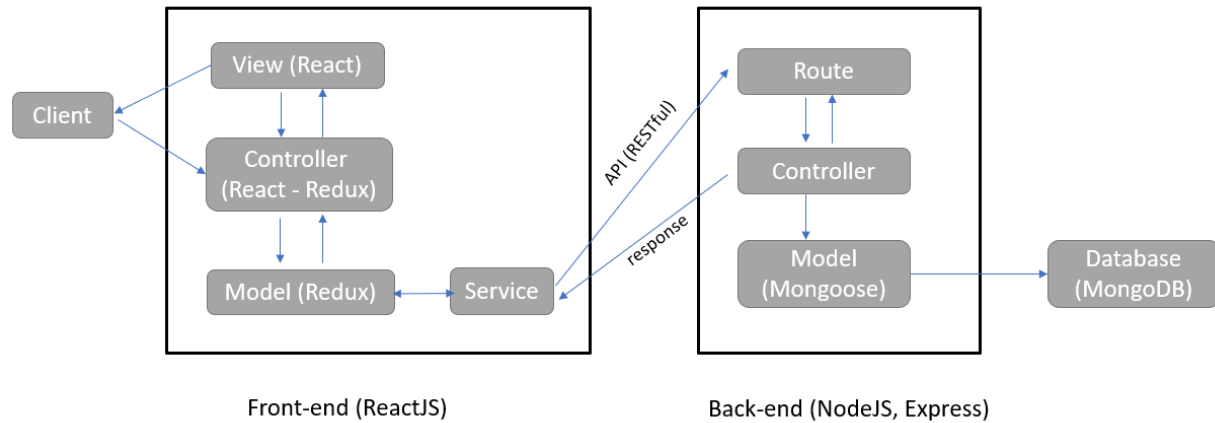 View (React)
Client
Controller
(React - Redux)
Model (Redux)
Service
API (RESTful)
response
Route
Controller
Model
(Mongoose)
Database
(MongoDB)
Front-end (ReactJS)
Back-end (NodeJS, Express)